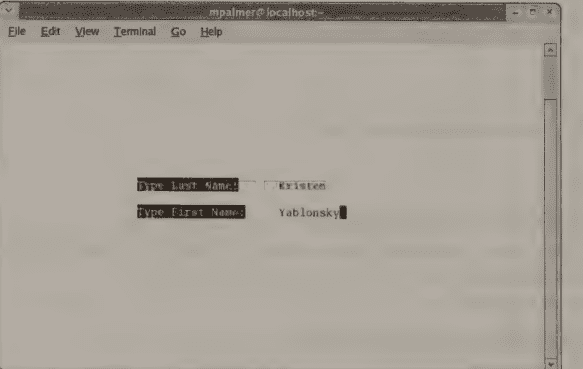 mpalmer@localhost:~
File Edit View Terminal Go Help
Type Last Name: Kristen
Type First Name: Yablonsky